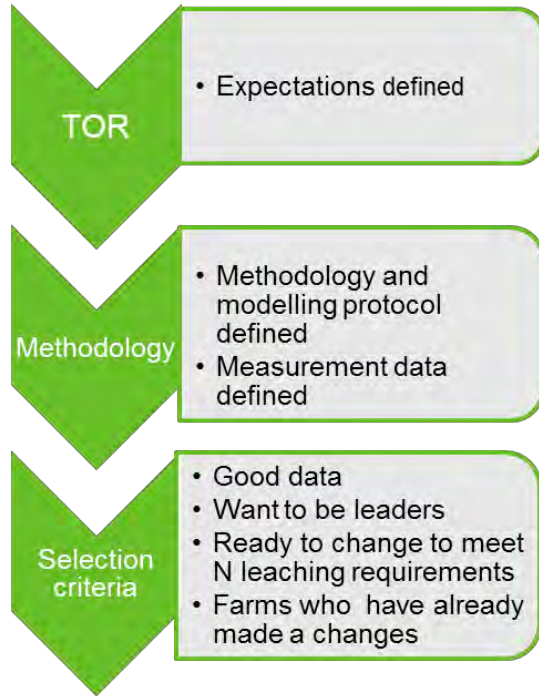 TOR
• Expectations defined
Methodology
• Methodology and
modelling protocol
defined
• Measurement data
defined
Selection
criteria
• Good data
• Want to be leaders
• Ready to change to meet
N leaching requirements
• Farms who have already
made a changes